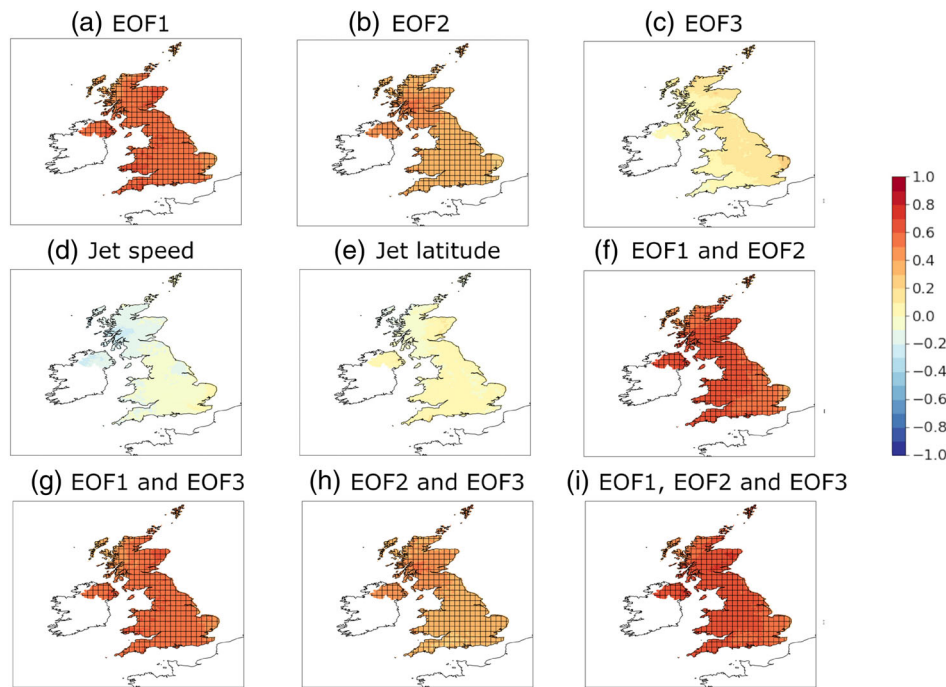 (a) EOF1
(b) EOF2
(c) EOF3
(d) Jet speed
(e) Jet latitude
(f) EOF1 and EOF2
(g) EOF1 and EOF3
(h) EOF2 and EOF3
(i) EOF1, EOF2 and EOF3
1.0
0.8
0.6
0.4
0.2
0.0
−0.2
−0.4
−0.6
−0.8
−1.0